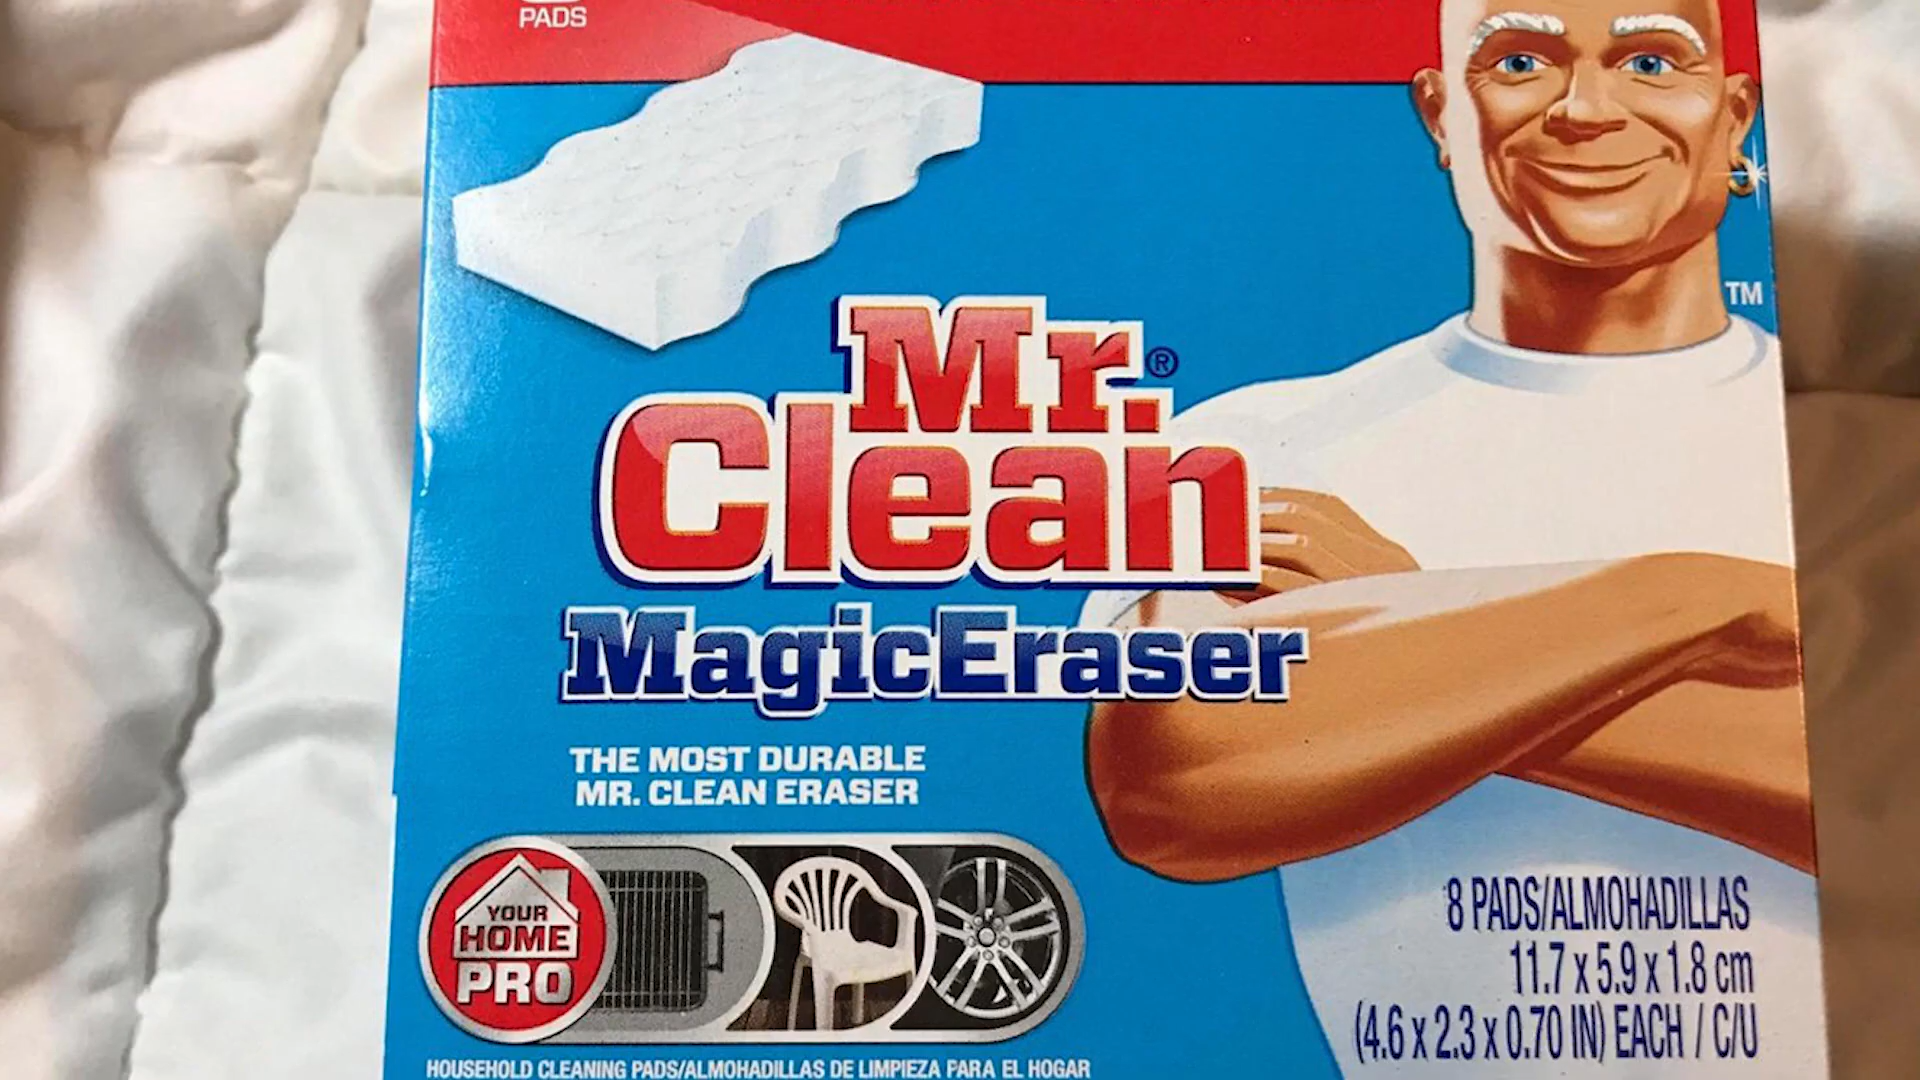 PADS
Mr.®
Clean
MagicEraser
™
THE MOST DURABLE
MR. CLEAN ERASER
YOUR
HOME
PRO
8 PADS/ALMOHADILLAS
11.7 x 5.9 x 1.8 cm
(4.6 x 2.3 x 0.70 IN) EACH / C/U
HOUSEHOLD CLEANING PADS/ALMOHADILLAS DE LIMPIEZA PARA EL HOGAR